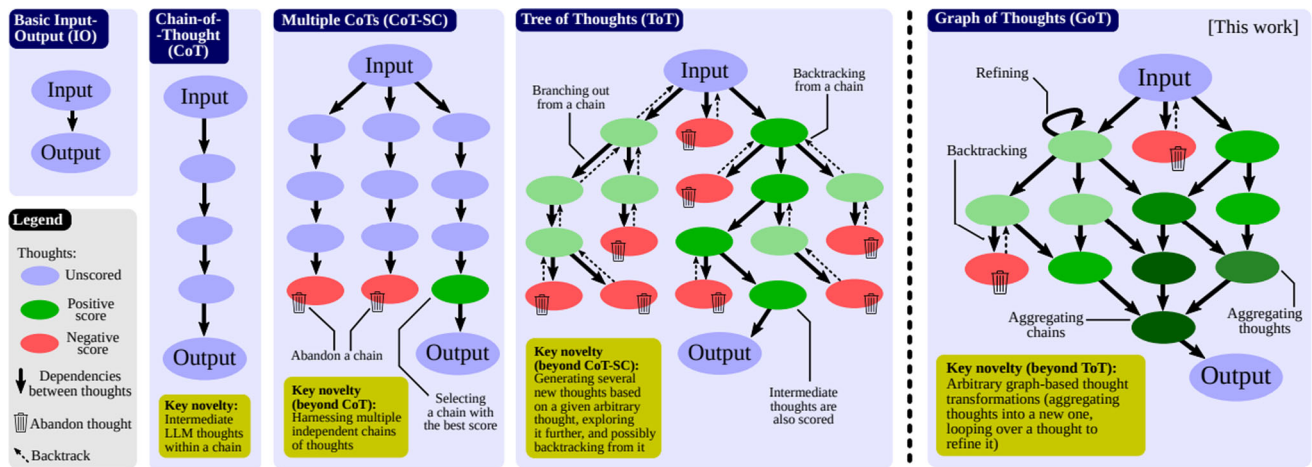 Basic Input-
Output (IO)
Input
Output
Legend
Thoughts:
Unscored
Positive
score
Negative
score
Dependencies
between thoughts
Abandon thought
Backtrack
Chain-of-
-Thought
(CoT)
Input
Output
Key novelty:
Intermediate
LLM thoughts
within a chain
Multiple CoTs (CoT-SC)
Input
Abandon a chain
Output
Selecting
a chain with
the best score
Key novelty
(beyond CoT):
Harnessing multiple
independent chains
of thoughts
Tree of Thoughts (ToT)
Input
Branching out
from a chain
Backtracking
from a chain
Output
Intermediate
thoughts are
also scored
Key novelty
(beyond CoT-SC):
Generating several
new thoughts based
on a given arbitrary
thought, exploring
it further, and possibly
backtracking from it
Graph of Thoughts (GoT)
[This work]
Refining
Input
Backtracking
Aggregating
chains
Aggregating
thoughts
Output
Key novelty (beyond ToT):
Arbitrary graph-based thought
transformations (aggregating
thoughts into a new one,
looping over a thought to
refine it)